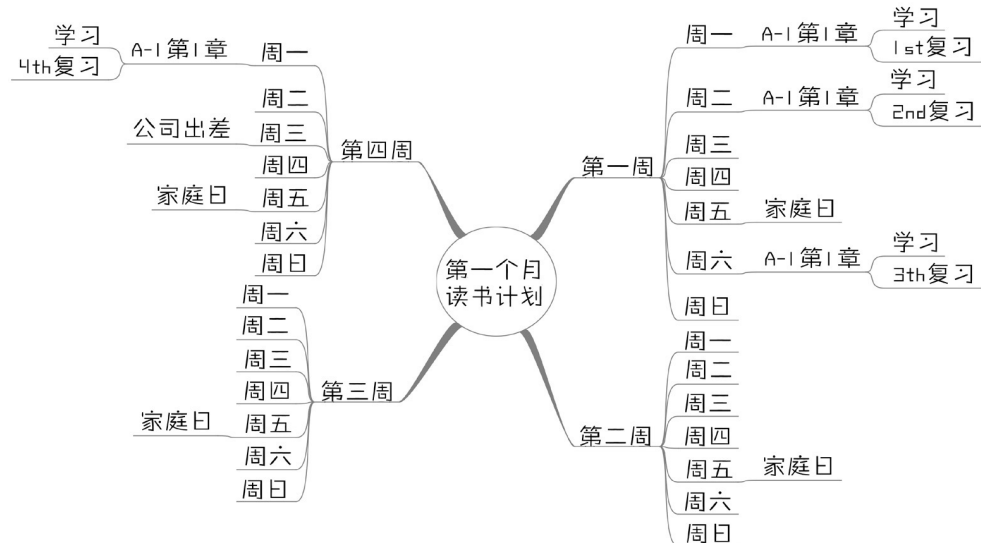 第一个月
读书计划
第一周
周一
A-1第1章
学习
1st复习
周二
A-1第1章
学习
2nd复习
周三
周四
周五
家庭日
周六
A-1第1章
学习
3th复习
周日
第二周
周一
周二
周三
周四
周五
家庭日
周六
周日
第三周
周一
周二
周三
周四
周五
家庭日
周六
周日
第四周
周一
A-1第1章
学习
4th复习
周二
周三
公司出差
周四
周五
家庭日
周六
周日